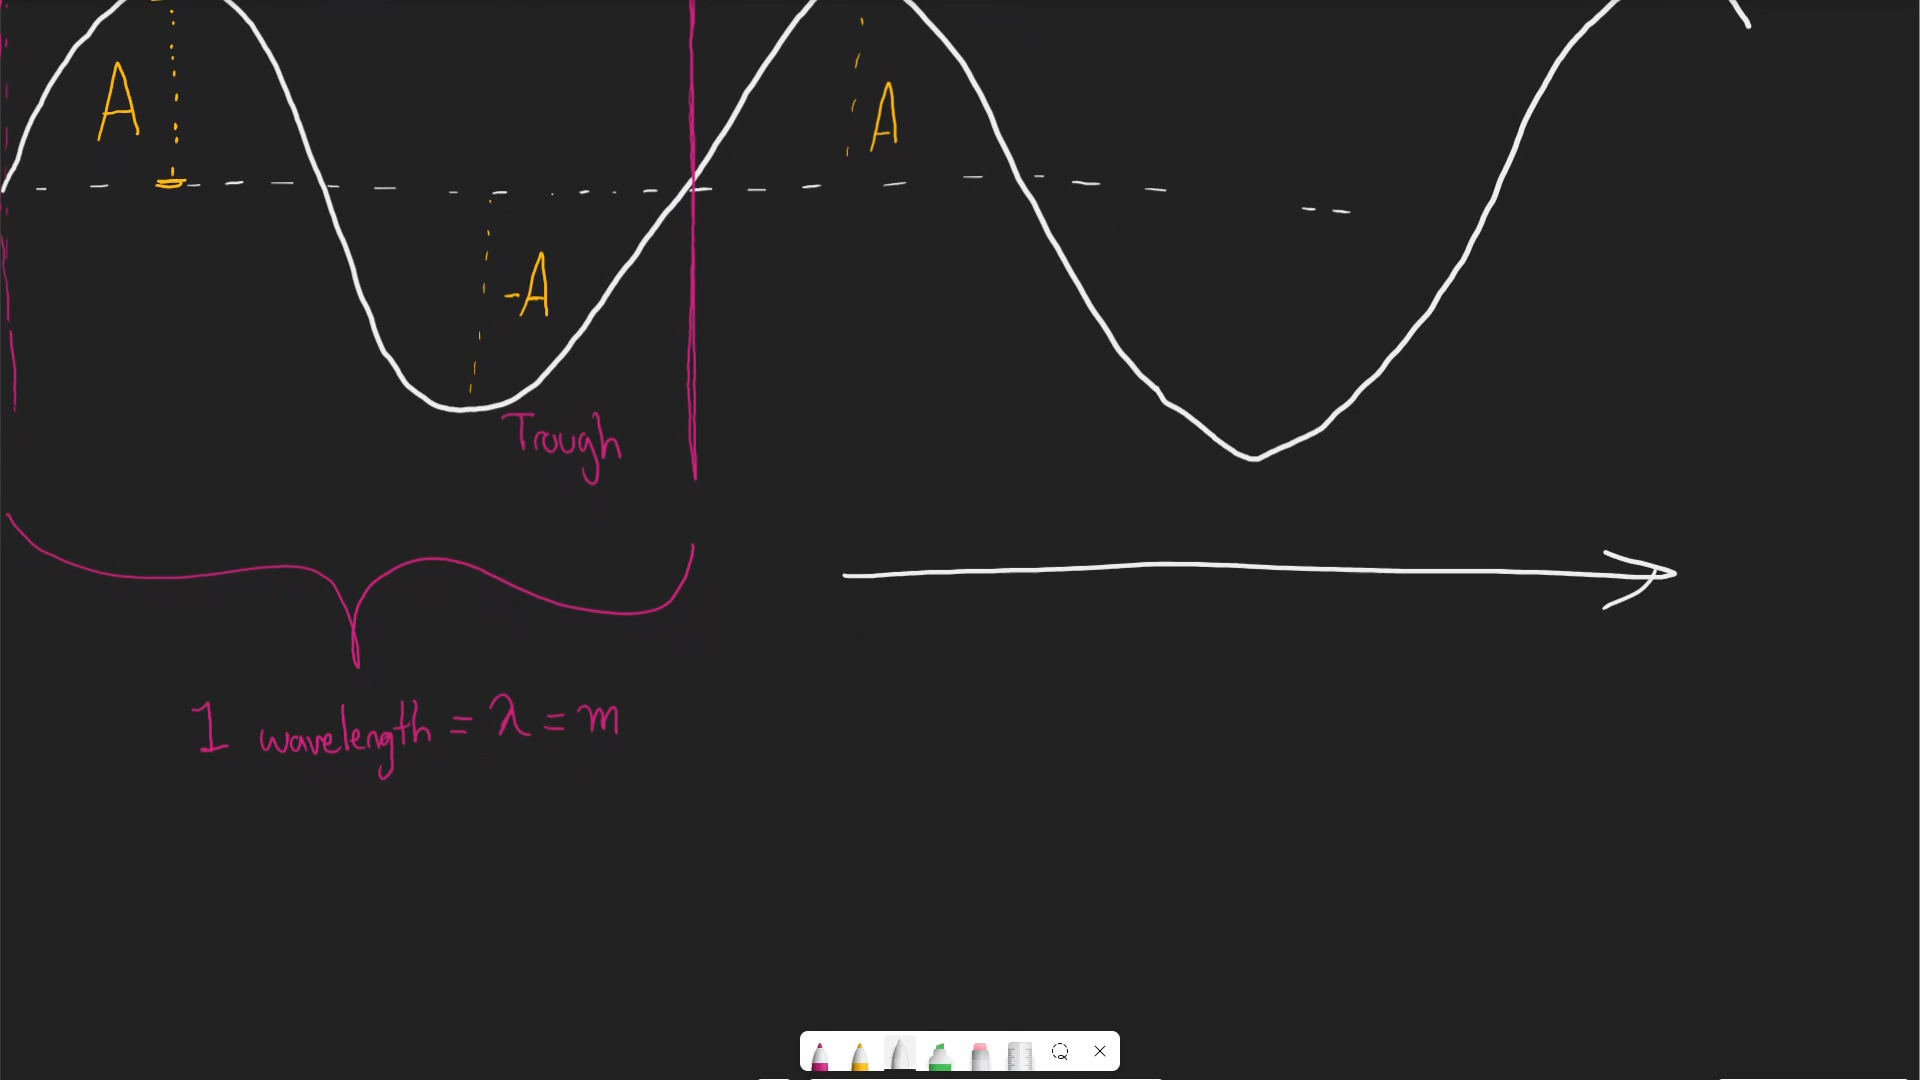 A
A
-A
Trough
1 wavelength = λ = m